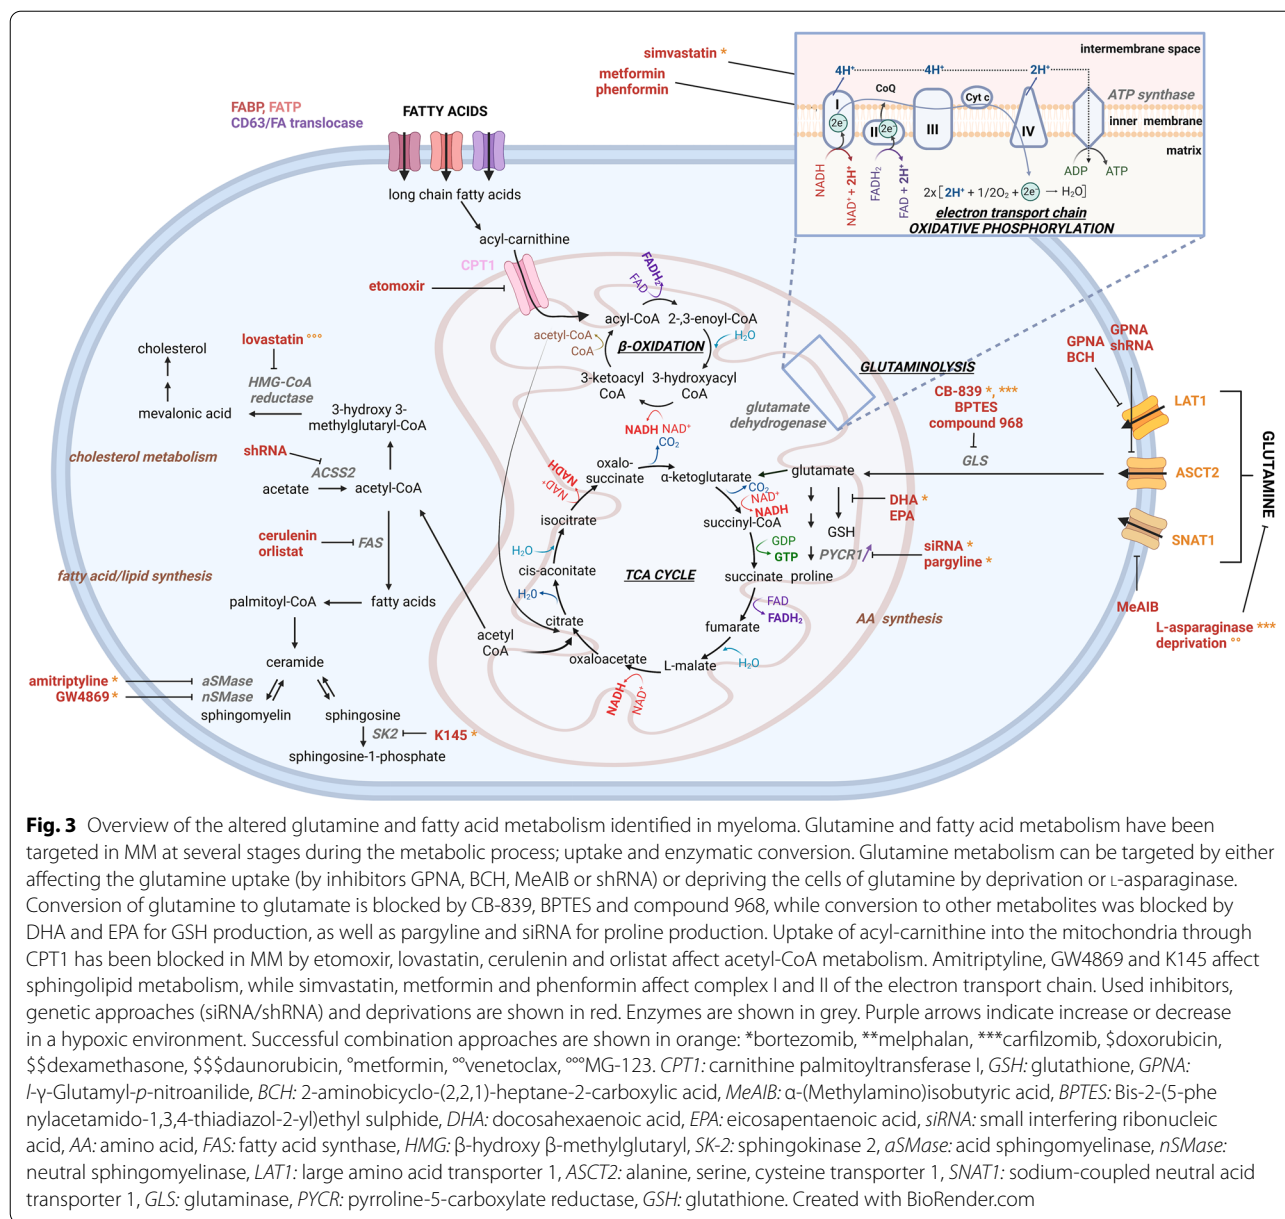 simvastatin *
metformin
phenformin
intermembrane space
4H⁺
4H⁺
2H⁺
CoQ
Cyt c
ATP synthase
I
2e⁻
II
2e⁻
III
IV
inner membrane
matrix
NADH
NAD⁺ + 2H⁺
FADH₂
FAD + 2H⁺
ADP
ATP
2x[ 2H⁺ + 1/2O₂ + 2e⁻ → H₂O]
electron transport chain
OXIDATIVE PHOSPHORYLATION
FABP, FATP
CD63/FA translocase
FATTY ACIDS
long chain fatty acids
acyl-carnithine
CPT1
etomoxir
FADH₂
FAD
acyl-CoA
2-,3-enoyl-CoA
acetyl-CoA
CoA
β-OXIDATION
H₂O
3-ketoacyl
CoA
3-hydroxyacyl
CoA
NADH
NAD⁺
lovastatin °°°
cholesterol
HMG-CoA
reductase
mevalonic acid
3-hydroxy 3-
methylglutaryl-CoA
cholesterol metabolism
shRNA
ACSS2
acetate
acetyl-CoA
cerulenin
orlistat
FAS
fatty acid/lipid synthesis
palmitoyl-CoA
fatty acids
ceramide
amitriptyline *
GW4869 *
aSMase
nSMase
sphingomyelin
sphingosine
SK2
K145 *
sphingosine-1-phosphate
acetyl
CoA
TCA CYCLE
CO₂
oxalo-
succinate
α-ketoglutarate
NADH
NAD⁺
isocitrate
H₂O
cis-aconitate
H₂0
citrate
oxaloacetate
NADH
NAD⁺
L-malate
H₂O
fumarate
FAD
FADH₂
succinate
GDP
GTP
succinyl-CoA
CO₂
NAD⁺
NADH
glutamate
dehydrogenase
glutamate
GSH
PYCR1
proline
AA synthesis
DHA *
EPA
siRNA *
pargyline *
GLUTAMINOLYSIS
CB-839 *, ***
BPTES
compound 968
GLS
GPNA
BCH
GPNA
shRNA
LAT1
ASCT2
SNAT1
GLUTAMINE
MeAIB
L-asparaginase ***
deprivation °°
Fig. 3 Overview of the altered glutamine and fatty acid metabolism identified in myeloma. Glutamine and fatty acid metabolism have been
targeted in MM at several stages during the metabolic process; uptake and enzymatic conversion. Glutamine metabolism can be targeted by either
affecting the glutamine uptake (by inhibitors GPNA, BCH, MeAIB or shRNA) or depriving the cells of glutamine by deprivation or L-asparaginase.
Conversion of glutamine to glutamate is blocked by CB-839, BPTES and compound 968, while conversion to other metabolites was blocked by
DHA and EPA for GSH production, as well as pargyline and siRNA for proline production. Uptake of acyl-carnithine into the mitochondria through
CPT1 has been blocked in MM by etomoxir, lovastatin, cerulenin and orlistat affect acetyl-CoA metabolism. Amitriptyline, GW4869 and K145 affect
sphingolipid metabolism, while simvastatin, metformin and phenformin affect complex I and II of the electron transport chain. Used inhibitors,
genetic approaches (siRNA/shRNA) and deprivations are shown in red. Enzymes are shown in grey. Purple arrows indicate increase or decrease
in a hypoxic environment. Successful combination approaches are shown in orange: *bortezomib, **melphalan, ***carfilzomib, $doxorubicin,
$$dexamethasone, $$$daunorubicin, °metformin, °°venetoclax, °°°MG-123. CPT1: carnithine palmitoyltransferase I, GSH: glutathione, GPNA:
l-γ-Glutamyl-p-nitroanilide, BCH: 2-aminobicyclo-(2,2,1)-heptane-2-carboxylic acid, MeAIB: α-(Methylamino)isobutyric acid, BPTES: Bis-2-(5-phe
nylacetamido-1,3,4-thiadiazol-2-yl)ethyl sulphide, DHA: docosahexaenoic acid, EPA: eicosapentaenoic acid, siRNA: small interfering ribonucleic
acid, AA: amino acid, FAS: fatty acid synthase, HMG: β-hydroxy β-methylglutaryl, SK-2: sphingokinase 2, aSMase: acid sphingomyelinase, nSMase:
neutral sphingomyelinase, LAT1: large amino acid transporter 1, ASCT2: alanine, serine, cysteine transporter 1, SNAT1: sodium-coupled neutral acid
transporter 1, GLS: glutaminase, PYCR: pyrroline-5-carboxylate reductase, GSH: glutathione. Created with BioRender.com